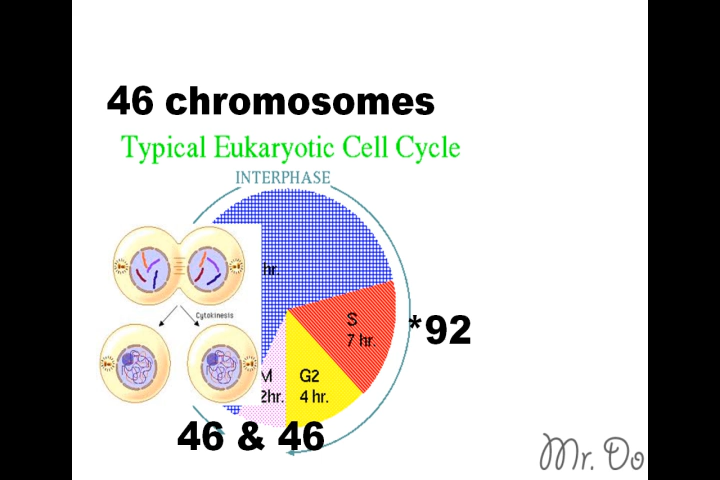 46 chromosomes
Typical Eukaryotic Cell Cycle
INTERPHASE
hr.
Cytokinesis
S
7 hr.
*92
M
2hr.
G2
4 hr.
46 & 46
Mr. Do